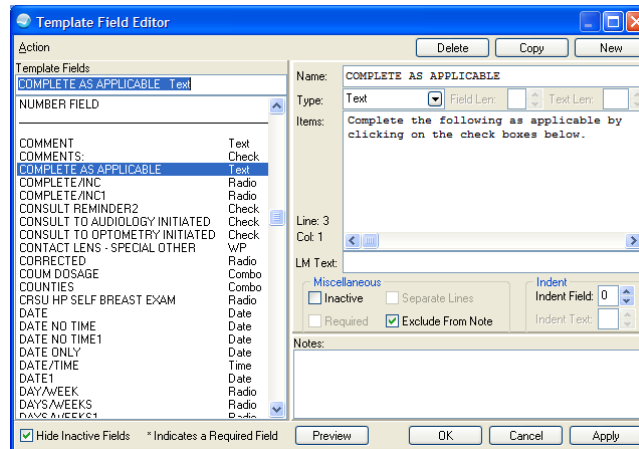 Template Field Editor
Action
Delete
Copy
New
Template Fields
COMPLETE AS APPLICABLE Text
NUMBER FIELD
COMMENT Text
COMMENTS: Check
COMPLETE AS APPLICABLE Text
COMPLETE/INC Radio
COMPLETE/INC1 Radio
CONSULT REMINDER2 Check
CONSULT TO AUDIOLOGY INITIATED Check
CONSULT TO OPTOMETRY INITIATED Check
CONTACT LENS - SPECIAL OTHER WP
CORRECTED Radio
COUM DOSAGE Combo
COUNTIES Combo
CRSU HP SELF BREAST EXAM Radio
DATE Date
DATE NO TIME Date
DATE NO TIME1 Date
DATE ONLY Date
DATE/TIME Time
DATE1 Date
DAY/WEEK Radio
DAYS/WEEKS Radio
DAYS/WEEKS1 Radio
Name: COMPLETE AS APPLICABLE
Type: Text Field Len: Text Len:
Items: Complete the following as applicable by
clicking on the check boxes below.
Line: 3
Col: 1
LM Text:
Miscellaneous
Inactive Separate Lines
Required Exclude From Note
Indent
Indent Field: 0
Indent Text:
Notes:
Hide Inactive Fields * Indicates a Required Field Preview OK Cancel Apply